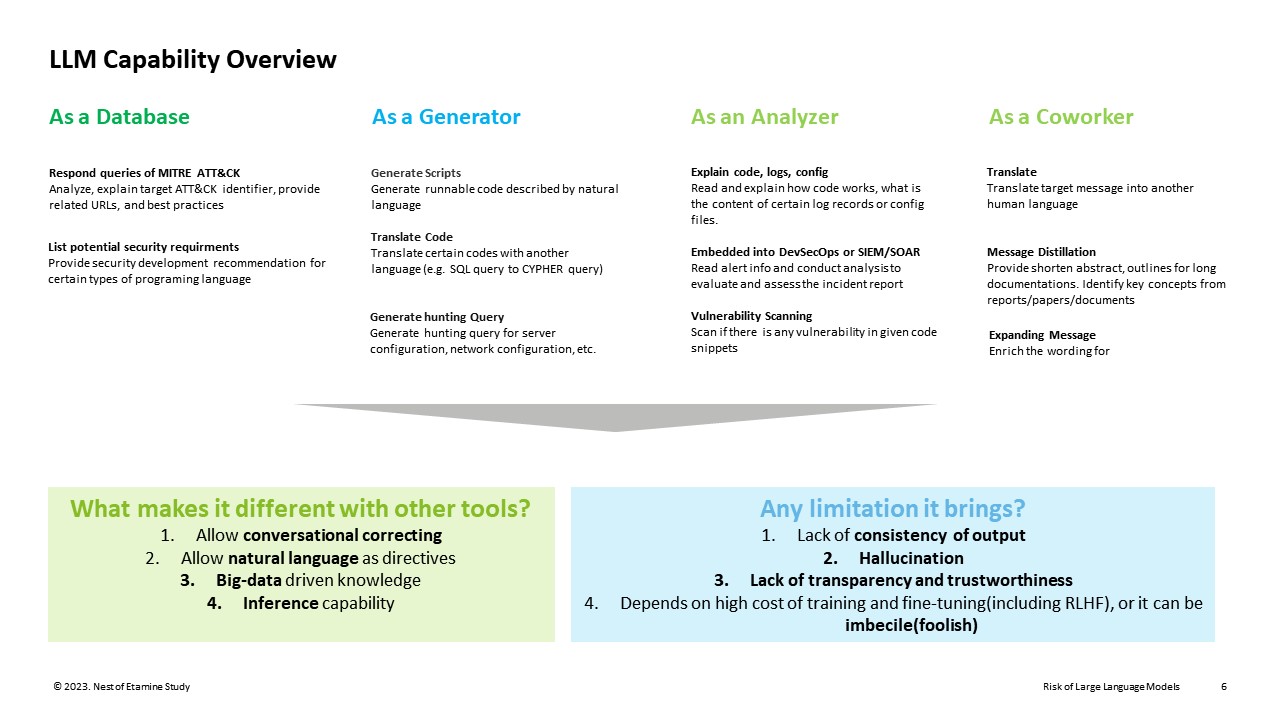 LLM Capability Overview
As a Database
Respond queries of MITRE ATT&CK
Analyze, explain target ATT&CK identifier, provide
related URLs, and best practices
List potential security requirments
Provide security development recommendation for
certain types of programing language
As a Generator
Generate Scripts
Generate runnable code described by natural
language
Translate Code
Translate certain codes with another
language(e.g. SQL query to CYPHER query)
Generate hunting Query
Generate hunting query for server
configuration, network configuration, etc.
As an Analyzer
Explain code, logs, config
Read and explain how code works, what is
the content of certain log records or config
files.
Embedded into DevSecOps or SIEM/SOAR
Read alert info and conduct analysis to
evaluate and assess the incident report
Vulnerability Scanning
Scan if there is any vulnerability in given code
snippets
As a Coworker
Translate
Translate target message into another
human language
Message Distillation
Provide shorten abstract, outlines for long
documentations. Identify key concepts from
reports/papers/documents
Expanding Message
Enrich the wording for
What makes it different with other tools?
1. Allow conversational correcting
2. Allow natural language as directives
3. Big-data driven knowledge
4. Inference capability
Any limitation it brings?
1. Lack of consistency of output
2. Hallucination
3. Lack of transparency and trustworthiness
4. Depends on high cost of training and fine-tuning(including RLHF), or it can be
imbecile(foolish)
© 2023. Nest of Etamine Study
Risk of Large Language Models
6